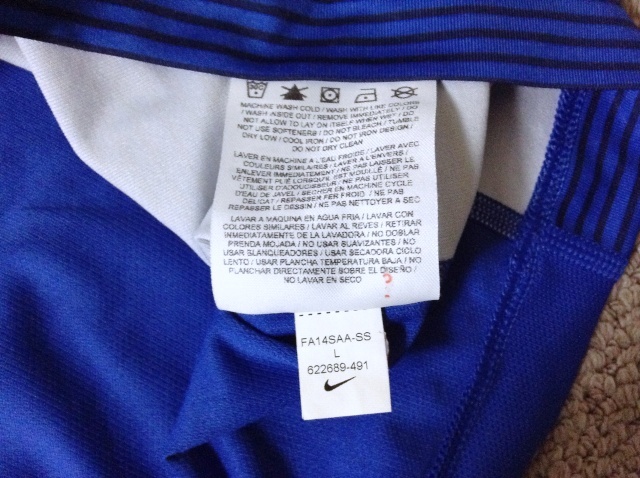 MACHINE WASH COLD / WASH WITH LIKE COLORS
/ WASH INSIDE OUT / REMOVE IMMEDIATELY / DO
NOT ALLOW TO LAY ON ITSELF WHEN WET / DO
NOT USE SOFTENERS / DO NOT BLEACH / TUMBLE
DRY LOW / COOL IRON / DO NOT IRON DESIGN /
DO NOT DRY CLEAN
LAVER EN MACHINE A L'EAU FROIDE / LAVER AVEC
COULEURS SIMILAIRES / LAVER A L'ENVERS /
ENLEVER IMMEDIATEMENT / NE PAS LAISSER LE
VÊTEMENT PLIÉ LORSQU'IL EST MOUILLÉ / NE PAS
UTILISER D'ADOUCISSEUR / NE PAS UTILISER
D'EAU DE JAVEL / SECHER EN MACHINE CYCLE
DELICAT / REPASSER FER FROID / NE PAS
REPASSER LE DESSIN / NE PAS NETTOYER A SEC
LAVAR A MAQUINA EN AGUA FRIA / LAVAR CON
COLORES SIMILARES / LAVAR AL REVES / RETIRAR
INMEDIATAMENTE DE LA LAVADORA / NO DOBLAR
PRENDA MOJADA / NO USAR SUAVIZANTES / NO
USAR BLANQUEADORES / USAR SECADORA CICLO
LENTO / USAR PLANCHA TEMPERATURA BAJA / NO
PLANCHAR DIRECTAMENTE SOBRE EL DISEÑO /
NO LAVAR EN SECO
FA14SAA-SS
L
622689-491